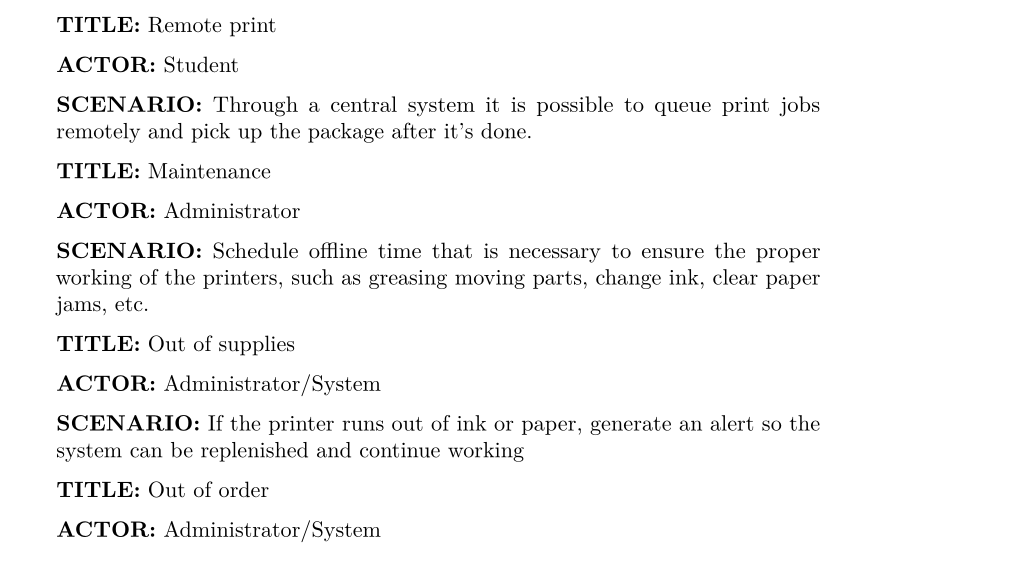 TITLE: Remote print
ACTOR: Student
SCENARIO: Through a central system it is possible to queue print jobs
remotely and pick up the package after it's done.
TITLE: Maintenance
ACTOR: Administrator
SCENARIO: Schedule offline time that is necessary to ensure the proper
working of the printers, such as greasing moving parts, change ink, clear paper
jams, etc.
TITLE: Out of supplies
ACTOR: Administrator/System
SCENARIO: If the printer runs out of ink or paper, generate an alert so the
system can be replenished and continue working
TITLE: Out of order
ACTOR: Administrator/System